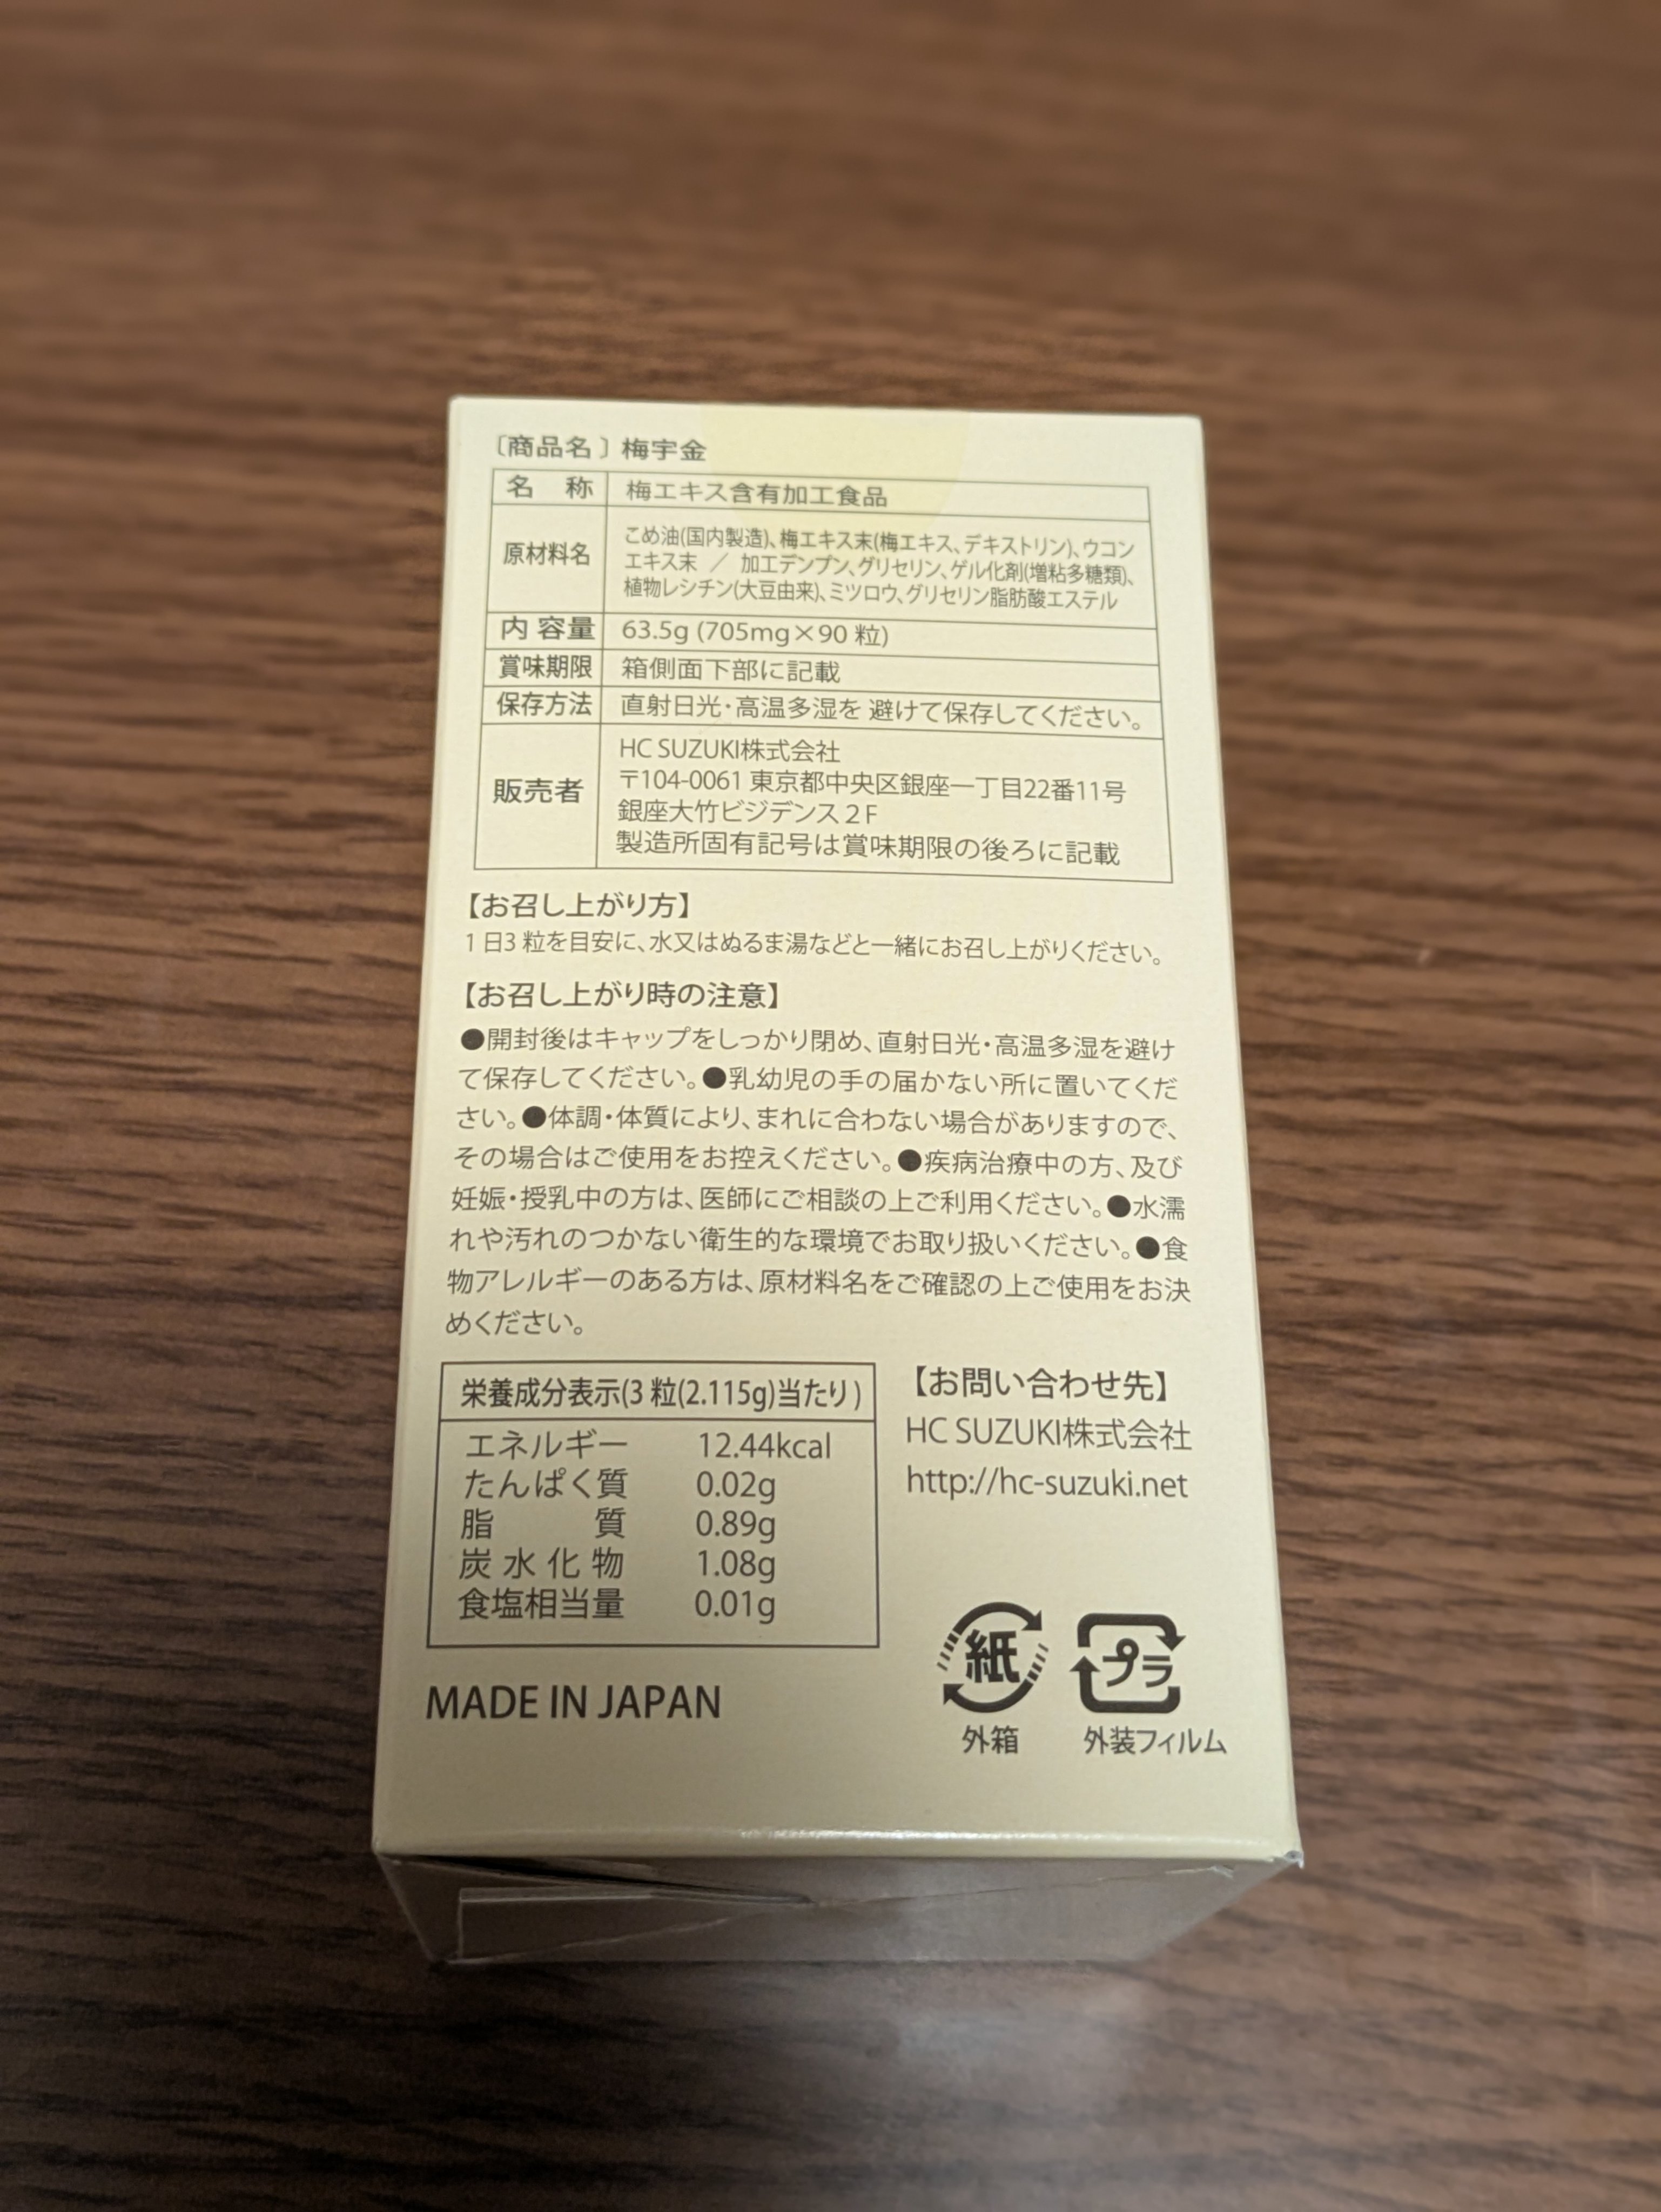 〔商品名〕梅宇金
名 称 梅エキス含有加工食品
原材料名 こめ油(国内製造)、梅エキス末(梅エキス、デキストリン)、ウコン
エキス末 ／ 加工デンプン、グリセリン、ゲル化剤(増粘多糖類)、
植物レシチン(大豆由来)、ミツロウ、グリセリン脂肪酸エステル
内 容量 63.5g (705mg×90 粒)
賞味期限 箱側面下部に記載
保存方法 直射日光・高温多湿を 避けて保存してください。
販売者 HC SUZUKI株式会社
〒104-0061 東京都中央区銀座一丁目22番11号
銀座大竹ビジデンス 2 F
製造所固有記号は賞味期限の後ろに記載
【お召し上がり方】
1 日3 粒を目安に、水又はぬるま湯などと一緒にお召し上がりください。
【お召し上がり時の注意】
●開封後はキャップをしっかり閉め、直射日光・高温多湿を避け
て保存してください。●乳幼児の手の届かない所に置いてくだ
さい。●体調・体質により、まれに合わない場合がありますので、
その場合はご使用をお控えください。●疾病治療中の方、及び
妊娠・授乳中の方は、医師にご相談の上ご利用ください。●水濡
れや汚れのつかない衛生的な環境でお取り扱いください。●食
物アレルギーのある方は、原材料名をご確認の上ご使用をお決
めください。
栄養成分表示(3 粒(2.115g)当たり)
エネルギー 12.44kcal
たんぱく質 0.02g
脂 質 0.89g
炭 水 化 物 1.08g
食塩相当量 0.01g
【お問い合わせ先】
HC SUZUKI株式会社
http://hc-suzuki.net
MADE IN JAPAN
紙 プラ
外箱 外装フィルム